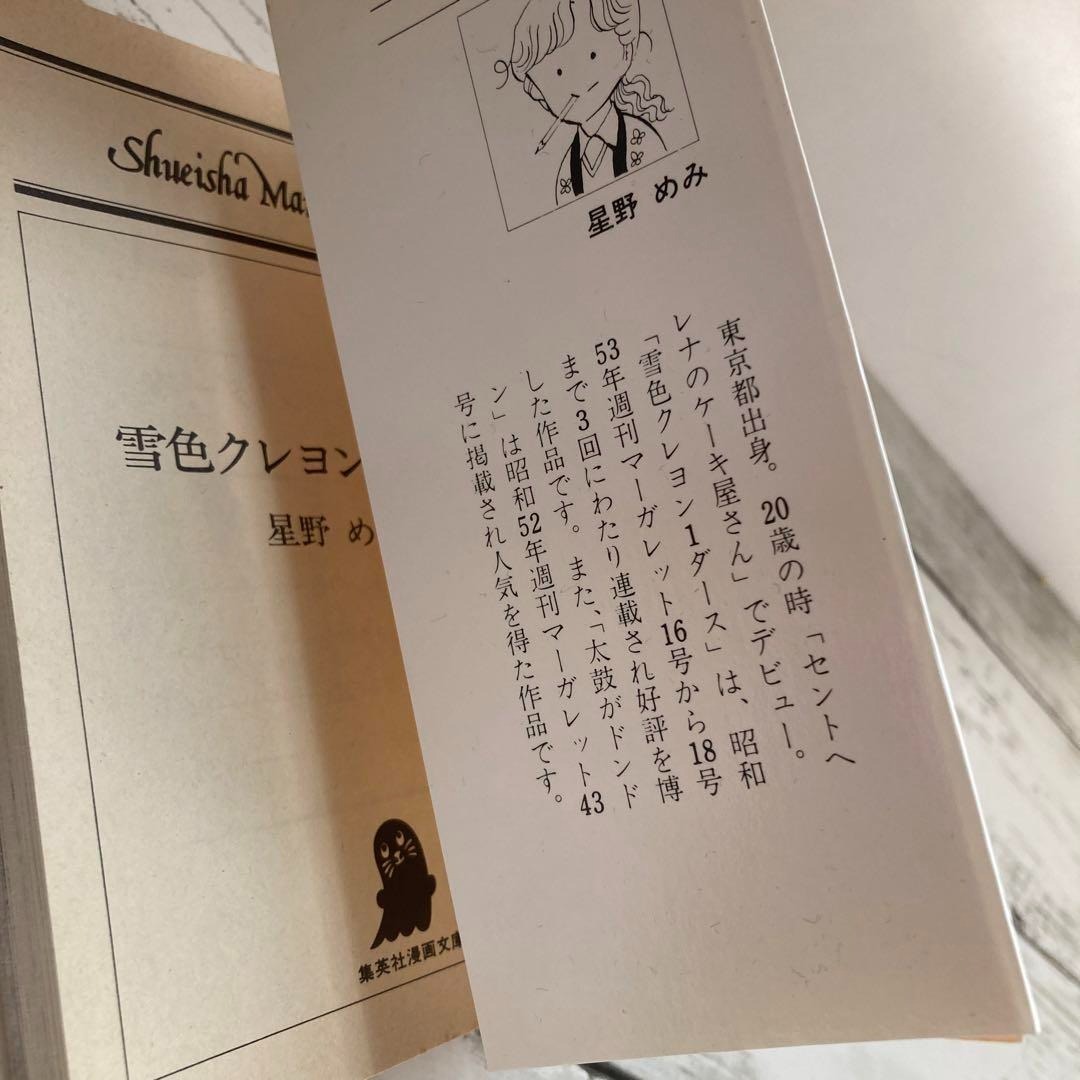 Shueisha
雪色クレヨン
星野 め
集英社漫画文庫
星野 めみ
東京都出身。20歳の時「セントヘ
レナのケーキ屋さん」でデビュー。
「雪色クレヨン1ダース」は、昭和
53年週刊マーガレット16号から18号
まで3回にわたり連載され好評を博
した作品です。また、「太鼓がドンド
ン」は昭和52年週刊マーガレット43
号に掲載され人気を得た作品です。